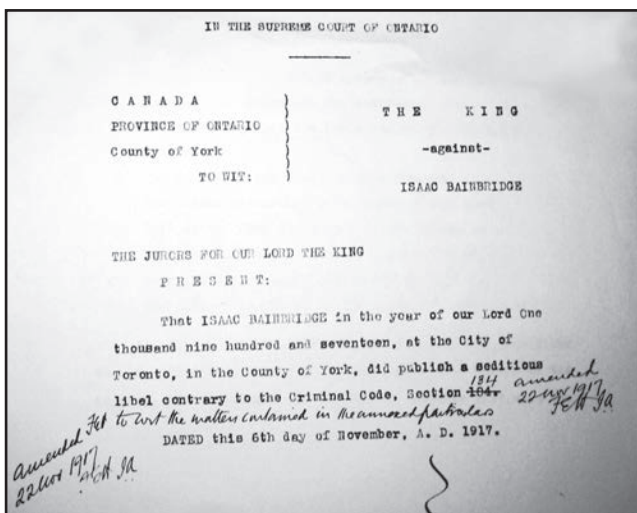 IN THE SUPREME COURT OF ONTARIO
CANADA
PROVINCE OF ONTARIO
County of York
TO WIT:
THE KING
-against-
ISAAC BAINBRIDGE
THE JURORS FOR OUR LORD THE KING
PRESENT:
That ISAAC BAINBRIDGE in the year of our Lord One
thousand nine hundred and seventeen, at the City of
Toronto, in the County of York, did publish a seditious
134
libel contrary to the Criminal Code, Section 104.
to wit the matters contained in the annexed particulars
DATED this 6th day of November, A. D. 1917.
amended
22 Nov 1917
amended
22 Nov 1917